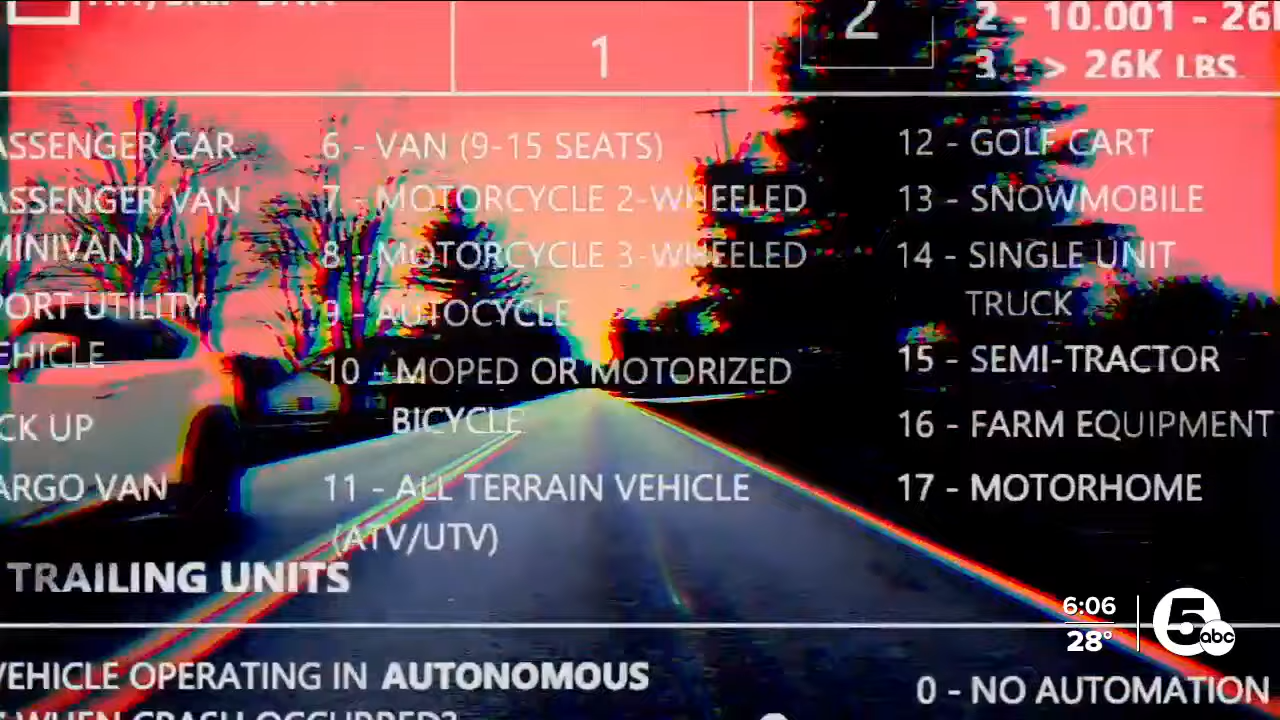 1
2
2 - 10.001 - 26
3 - > 26K LBS.
ASSENGER CAR
ASSENGER VAN
MINIVAN)
PORT UTILITY
EHICLE
CK UP
ARGO VAN
6 - VAN (9-15 SEATS)
7 - MOTORCYCLE 2-WHEELED
8 - MOTORCYCLE 3-WHEELED
9 - AUTOCYCLE
10 - MOPED OR MOTORIZED
BICYCLE
11 - ALL TERRAIN VEHICLE
(ATV/UTV)
12 - GOLF CART
13 - SNOWMOBILE
14 - SINGLE UNIT
TRUCK
15 - SEMI-TRACTOR
16 - FARM EQUIPMENT
17 - MOTORHOME
TRAILING UNITS
VEHICLE OPERATING IN AUTONOMOUS
WHEN CRASH OCCURRED?
0 - NO AUTOMATION
6:06
28°
5 abc